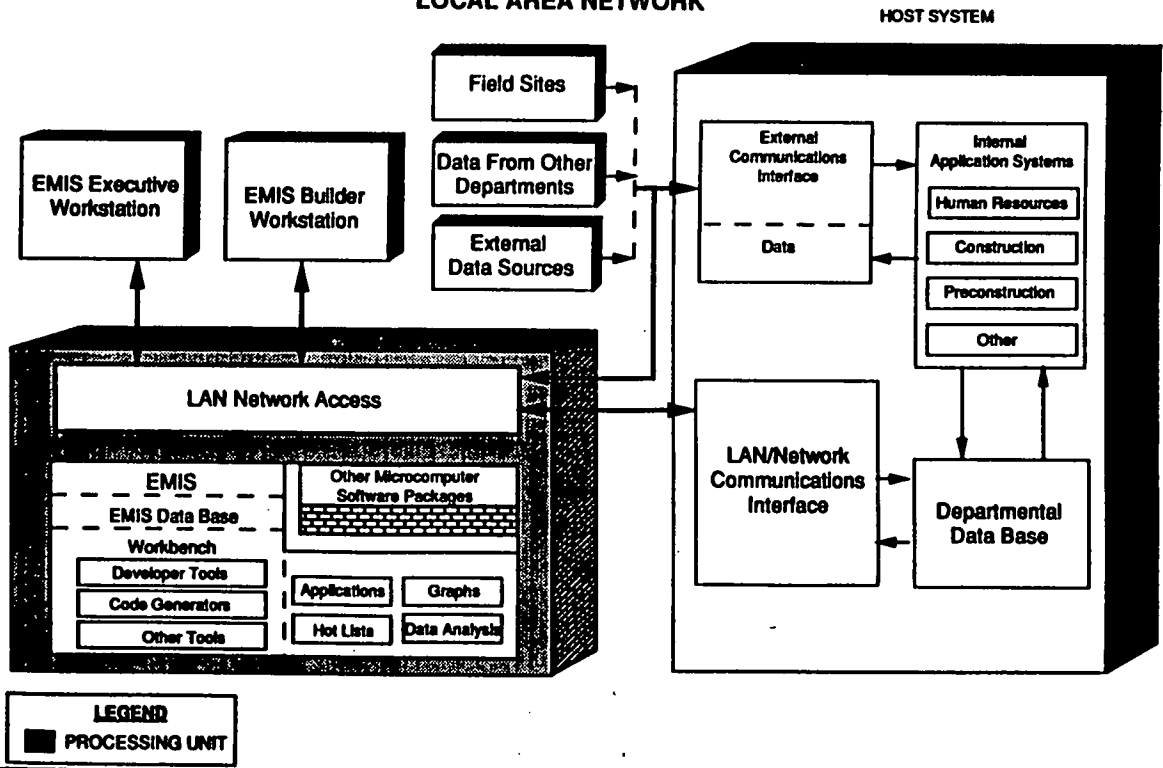 LOCAL AREA NETWORK
HOST SYSTEM
Field Sites
Data From Other
Departments
External
Data Sources
EMIS Executive
Workstation
EMIS Builder
Workstation
External
Communications
Interface
Data
Internal
Application Systems
Human Resources
Construction
Preconstruction
Other
LAN Network Access
EMIS
EMIS Data Base
Workbench
Developer Tools
Code Generators
Other Tools
Other Microcomputer
Software Packages
Applications
Graphs
Hot Lists
Data Analysis
LAN/Network
Communications
Interface
Departmental
Data Base
LEGEND
PROCESSING UNIT